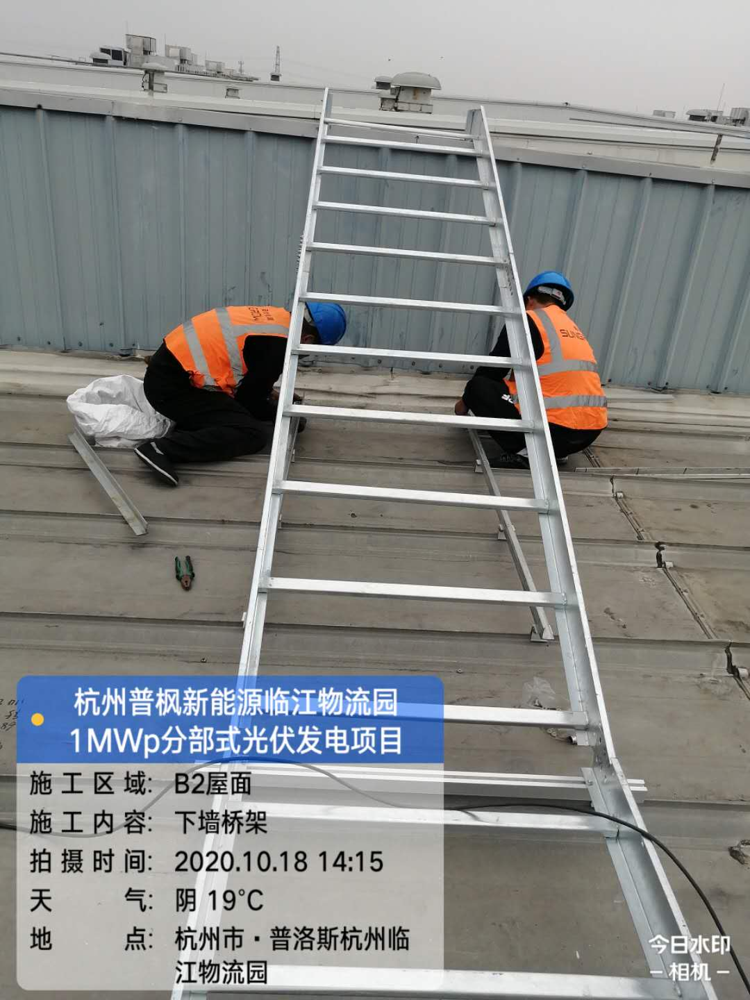 SUNG
杭州普枫新能源临江物流园
1MWp分部式光伏发电项目
施工区域: B2屋面
施工内容: 下墙桥架
拍摄时间: 2020.10.18 14:15
天气: 阴 19°C
地点: 杭州市·普洛斯杭州临
江物流园
今日水印
相机